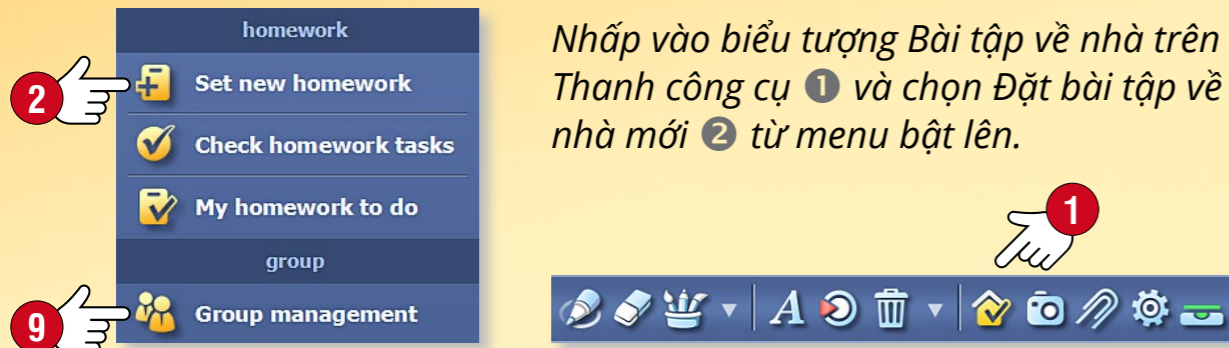 homework
2
Set new homework
Check homework tasks
My homework to do
group
9
Group management
Nhấp vào biểu tượng Bài tập về nhà trên
Thanh công cụ ❶ và chọn Đặt bài tập về
nhà mới ❷ từ menu bật lên.
1
A